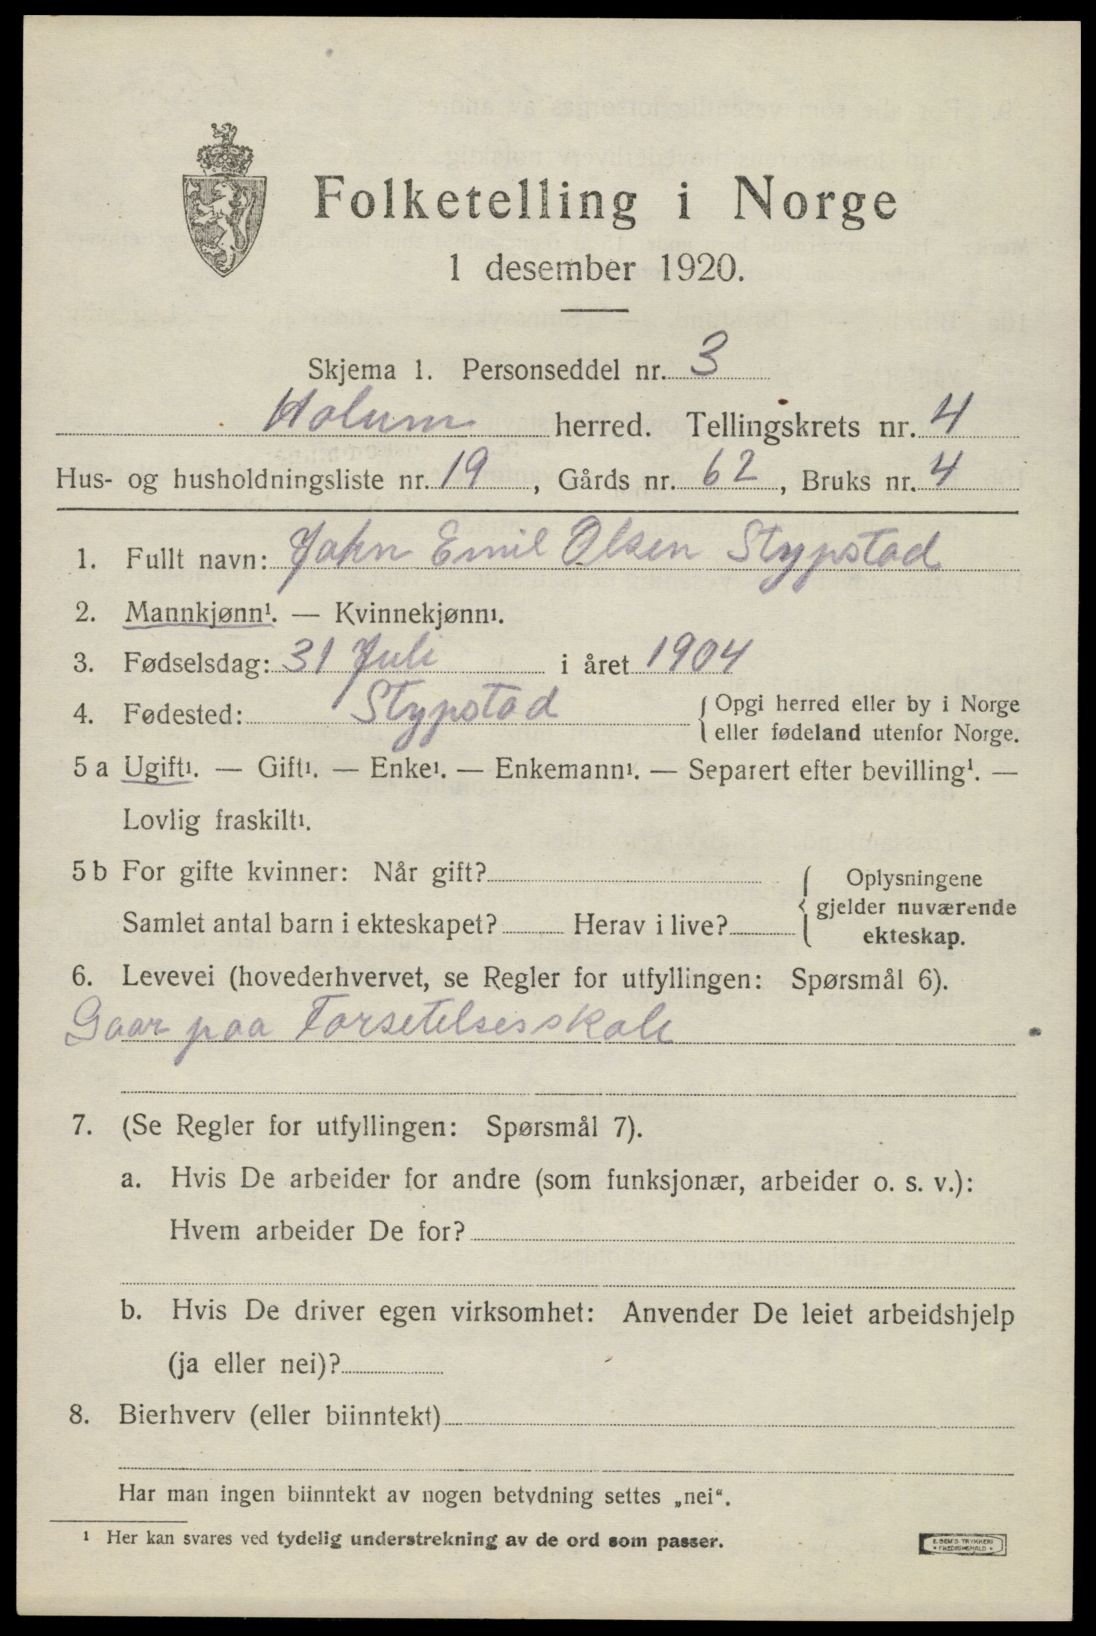 Folketelling i Norge
1 desember 1920.
Skjema 1. Personseddel nr. 3
Holum herred. Tellingskrets nr. 4
Hus- og husholdningsliste nr. 19, Gårds nr. 62, Bruks nr. 4
1. Fullt navn: John Emil Olsen Stypstad
2. Mannkjønn¹. — Kvinnekjønn¹.
3. Fødselsdag: 31 Juli i året 1904
4. Fødested: Stypstad { Opgi herred eller by i Norge
eller fødeland utenfor Norge.
5 a Ugift¹. — Gift¹. — Enke¹. — Enkemann¹. — Separert efter bevilling¹. —
Lovlig fraskilt¹.
5 b For gifte kvinner: Når gift?
Samlet antal barn i ekteskapet? Herav i live?
{ Oplysningene
gjelder nuværende
ekteskap.
6. Levevei (hovederhvervet, se Regler for utfyllingen: Spørsmål 6).
Gaar paa Forsetelsesskole
7. (Se Regler for utfyllingen: Spørsmål 7).
a. Hvis De arbeider for andre (som funksjonær, arbeider o. s. v.):
Hvem arbeider De for?
b. Hvis De driver egen virksomhet: Anvender De leiet arbeidshjelp
(ja eller nei)?
8. Bierhverv (eller biinntekt)
Har man ingen biinntekt av nogen betydning settes „nei“.
¹ Her kan svares ved tydelig understrekning av de ord som passer.
E. SEM'S TRYKKERI
• FREDRIKSHALD •